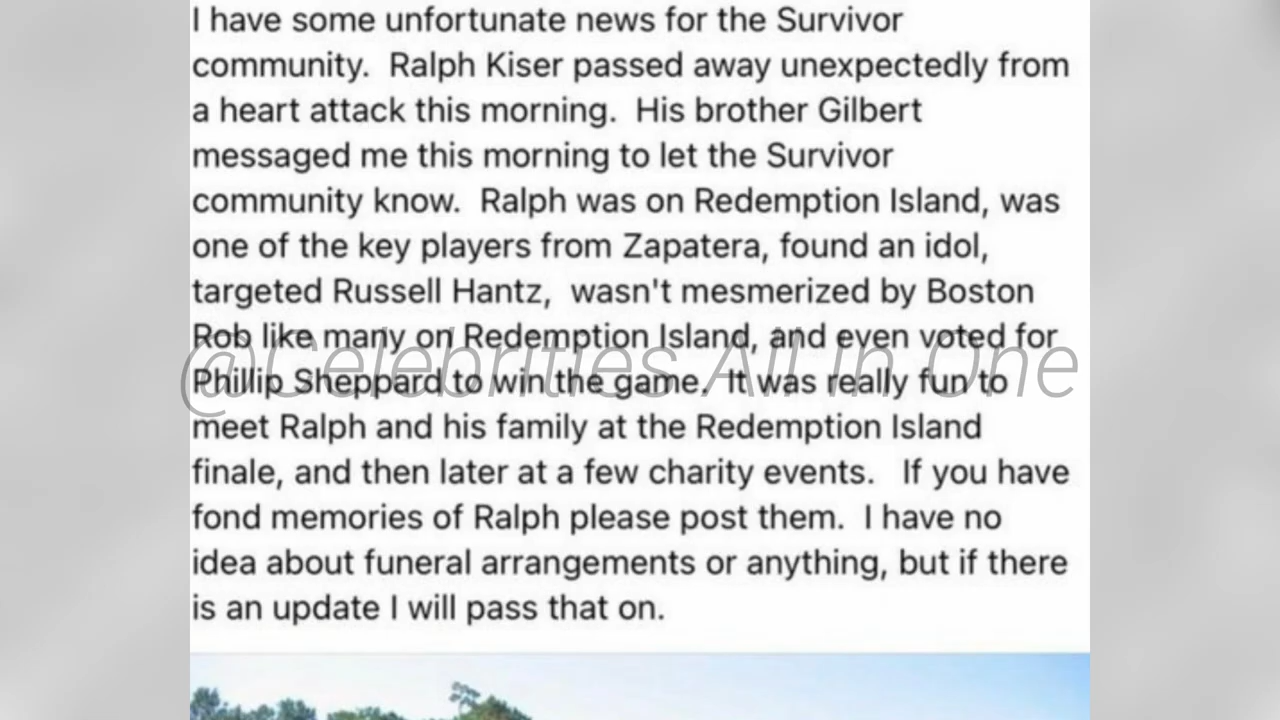 I have some unfortunate news for the Survivor
community.  Ralph Kiser passed away unexpectedly from
a heart attack this morning.  His brother Gilbert
messaged me this morning to let the Survivor
community know.  Ralph was on Redemption Island, was
one of the key players from Zapatera, found an idol,
targeted Russell Hantz,  wasn't mesmerized by Boston
Rob like many on Redemption Island, and even voted for
@Celebrities All In One
Phillip Sheppard to win the game.  It was really fun to
meet Ralph and his family at the Redemption Island
finale, and then later at a few charity events.   If you have
fond memories of Ralph please post them.  I have no
idea about funeral arrangements or anything, but if there
is an update I will pass that on.